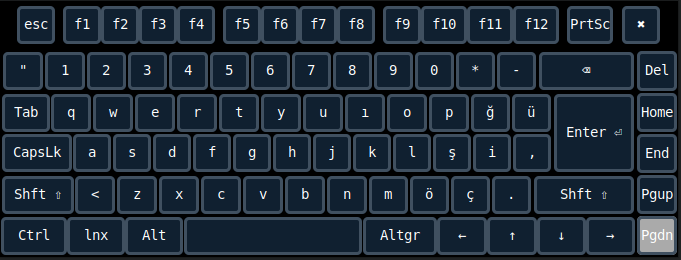 esc f1 f2 f3 f4 f5 f6 f7 f8 f9 f10 f11 f12 PrtSc ✖
" 1 2 3 4 5 6 7 8 9 0 * - ⌫ Del
Tab q w e r t y u ı o p ğ ü Enter ⏎ Home
CapsLk a s d f g h j k l ş i , End
Shft ⇧ < z x c v b n m ö ç . Shft ⇧ Pgup
Ctrl lnx Alt Altgr ← ↑ ↓ → Pgdn